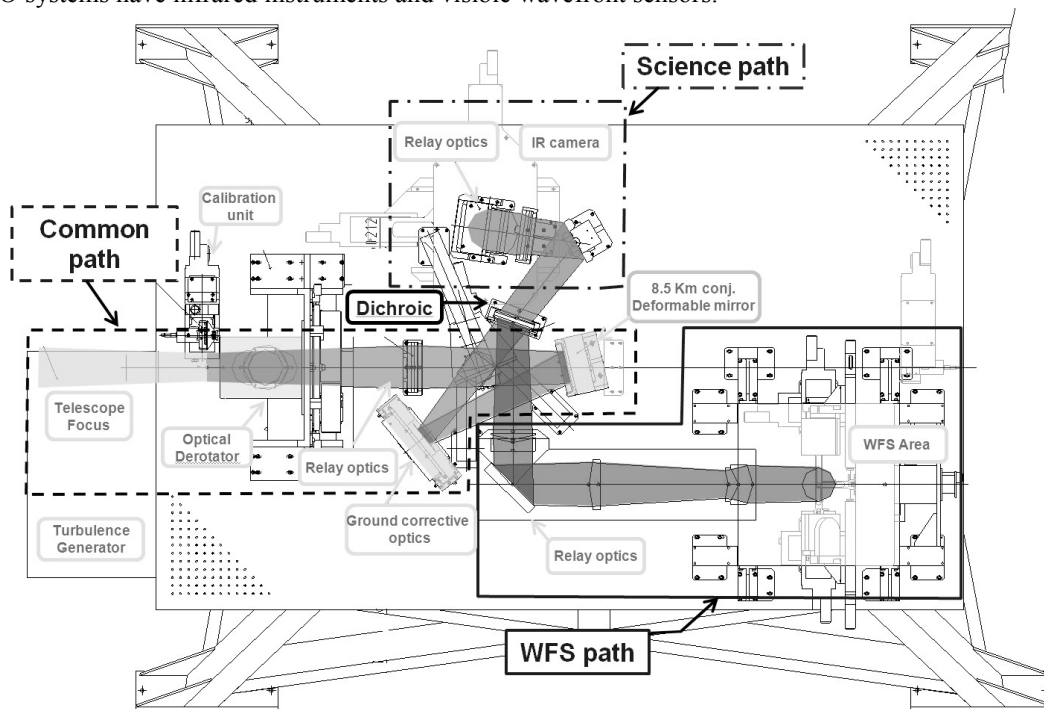 O systems have infrared instruments and visible wavefront sensors.
Science path
Relay optics
IR camera
Calibration
unit
Common
path
212
Dichroic
8.5 Km conj.
Deformable mirror
Telescope
Focus
Optical
Derotator
Relay optics
WFS Area
Ground corrective
optics
Turbulence
Generator
Relay optics
WFS path